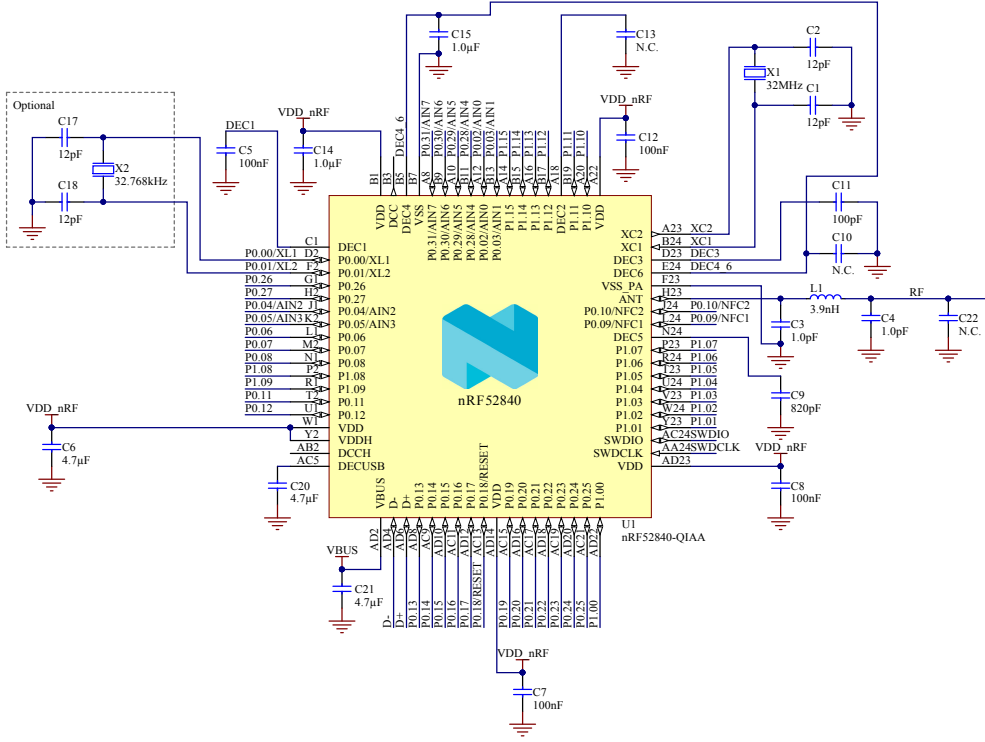 C15
1.0µF
C13
N.C.
C2
12pF
X1
32MHz
C1
12pF
Optional
C17
12pF
X2
32.768kHz
C18
12pF
DEC1
C5
100nF
VDD_nRF
C14
1.0µF
DEC4_6
P0.31/AIN7
P0.30/AIN6
P0.29/AIN5
P0.28/AIN4
P0.02/AIN0
P0.03/AIN1
P1.15
P1.14
P1.13
P1.12
P1.11
P1.10
VDD_nRF
C12
100nF
B1
B3
B5
B7
A8
B9
A10
B11
A12
B13
A14
B15
A16
B17
A18
B19
A20
A22
VDD
DCC
DEC4
VSS
P0.31/AIN7
P0.30/AIN6
P0.29/AIN5
P0.28/AIN4
P0.02/AIN0
P0.03/AIN1
P1.15
P1.14
P1.13
P1.12
DEC2
P1.11
P1.10
VDD
C11
100pF
C10
N.C.
C1 DEC1
P0.00/XL1 D2 P0.00/XL1
P0.01/XL2 F2 P0.01/XL2
P0.26 G1 P0.26
P0.27 H2 P0.27
P0.04/AIN2 J1 P0.04/AIN2
P0.05/AIN3 K2 P0.05/AIN3
P0.06 L1 P0.06
P0.07 M2 P0.07
P0.08 N1 P0.08
P1.08 P2 P1.08
P1.09 R1 P1.09
P0.11 T2 P0.11
P0.12 U1 P0.12
W1 VDD
Y2 VDDH
AB2 DCCH
AC5 DECUSB
XC2 A23 XC2
XC1 B24 XC1
DEC3 D23 DEC3
DEC6 E24 DEC4_6
VSS_PA F23
ANT H23
P0.10/NFC2 J24 P0.10/NFC2
P0.09/NFC1 L24 P0.09/NFC1
DEC5 N24
P1.07 P23 P1.07
P1.06 R24 P1.06
P1.05 T23 P1.05
P1.04 U24 P1.04
P1.03 V23 P1.03
P1.02 W24 P1.02
P1.01 Y23 P1.01
SWDIO AC24 SWDIO
SWDCLK AA24 SWDCLK
VDD AD23
nRF52840
L1
3.9nH
RF
C3
1.0pF
C4
1.0pF
C22
N.C.
C9
820pF
VDD_nRF
C8
100nF
VDD_nRF
C6
4.7µF
C20
4.7µF
VBUS
D-
D+
P0.13
P0.14
P0.15
P0.16
P0.17
P0.18/RESET
VDD
P0.19
P0.20
P0.21
P0.22
P0.23
P0.24
P0.25
P1.00
U1
nRF52840-QIAA
AD2
AD4
AD6
AD8
AC9
AD10
AC11
AD12
AC13
AD14
AC15
AD16
AC17
AD18
AC19
AD20
AC21
AD22
VBUS
C21
4.7µF
D-
D+
P0.13
P0.14
P0.15
P0.16
P0.17
P0.18/RESET
P0.19
P0.20
P0.21
P0.22
P0.23
P0.24
P0.25
P1.00
VDD_nRF
C7
100nF